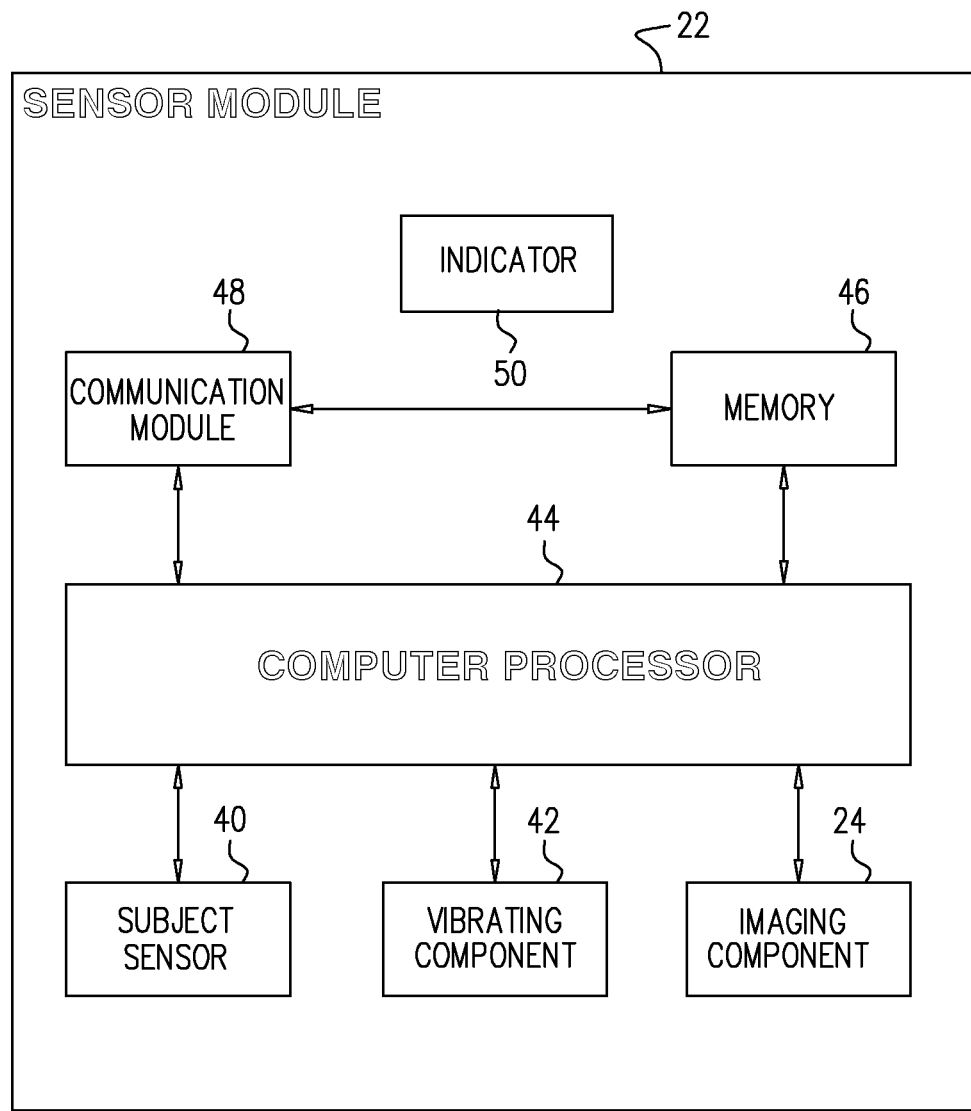 22
SENSOR MODULE
INDICATOR
50
48
COMMUNICATION
MODULE
46
MEMORY
44
COMPUTER PROCESSOR
40
SUBJECT
SENSOR
42
VIBRATING
COMPONENT
24
IMAGING
COMPONENT